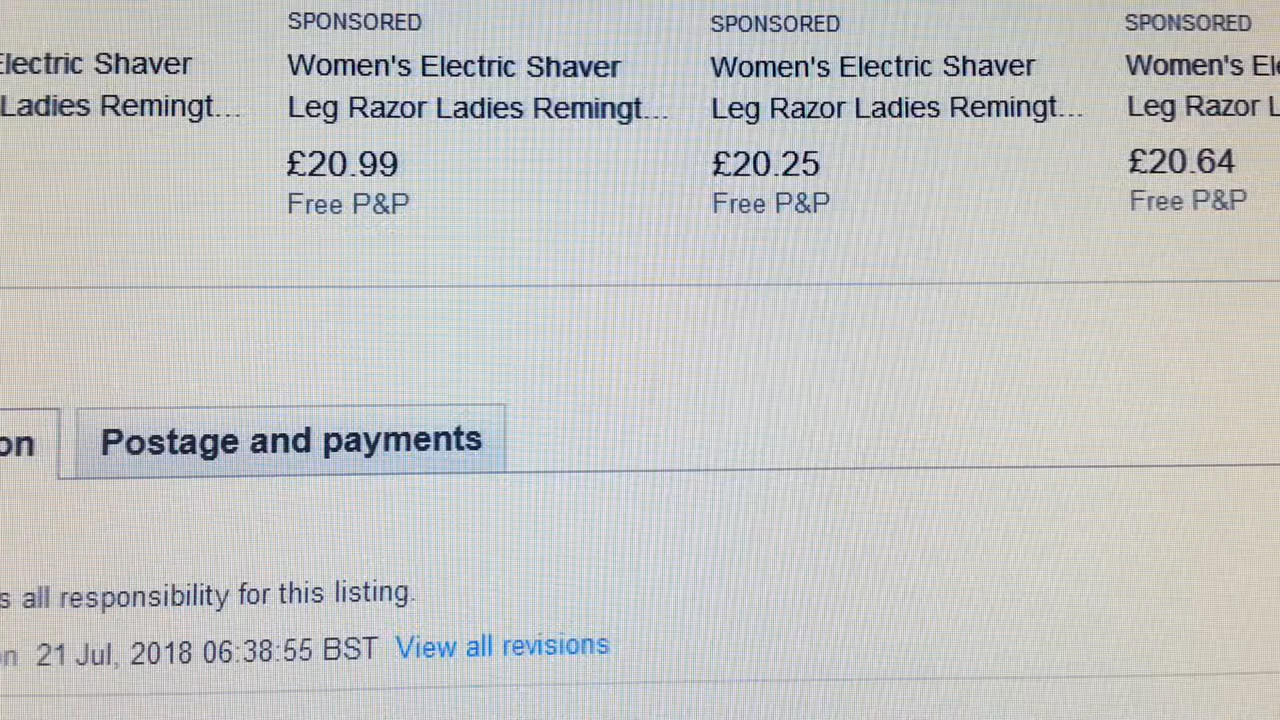 SPONSORED SPONSORED SPONSORED
Electric Shaver Women's Electric Shaver Women's Electric Shaver Women's Ele
Ladies Remingt... Leg Razor Ladies Remingt... Leg Razor Ladies Remingt... Leg Razor L
£20.99 £20.25 £20.64
Free P&P Free P&P Free P&P
on Postage and payments
s all responsibility for this listing.
n 21 Jul, 2018 06:38:55 BST View all revisions